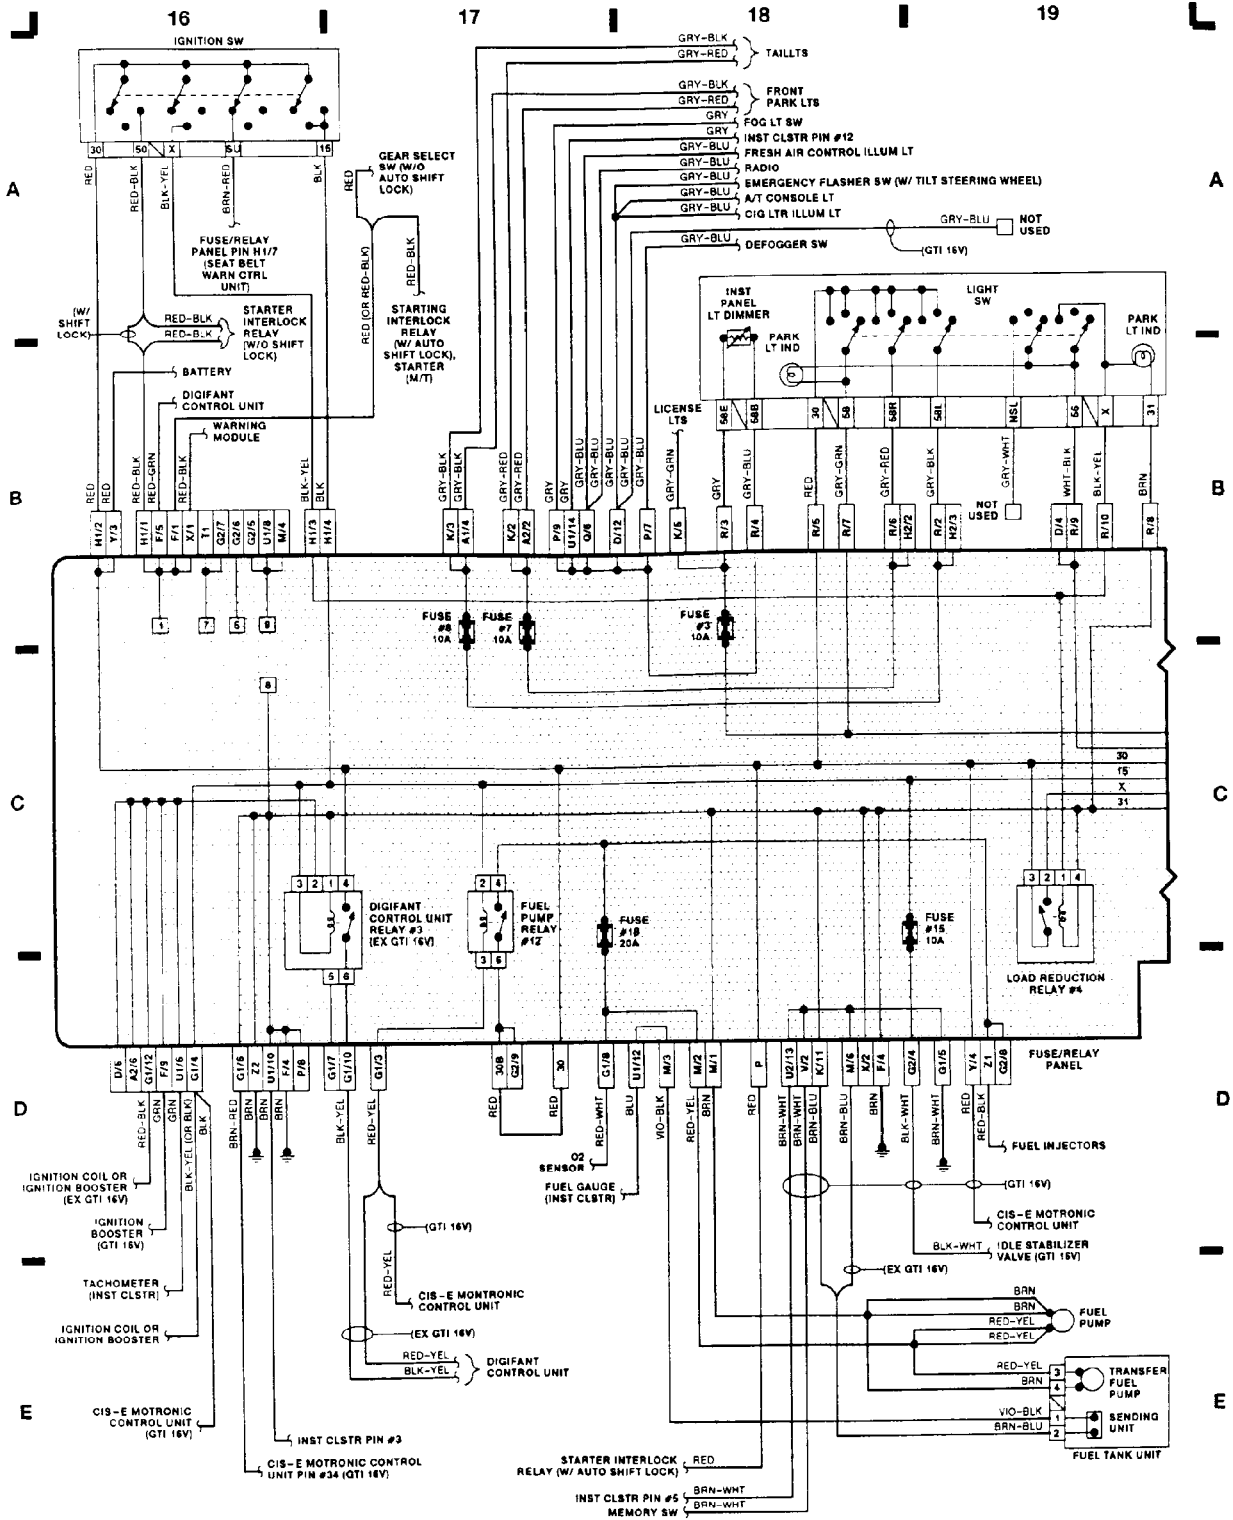 16
17
18
19
A
A
B
B
C
C
D
D
E
E
IGNITION SW
30
50
X
SU
15
RED
RED-BLK
BLK-YEL
BRN-RED
BLK
FUSE/RELAY
PANEL PIN H1/7
(SEAT BELT
WARN CTRL
UNIT)
(W/
SHIFT
LOCK)
RED-BLK
RED-BLK
STARTER
INTERLOCK
RELAY
(W/O SHIFT
LOCK)
BATTERY
DIGIFANT
CONTROL UNIT
WARNING
MODULE
GEAR SELECT
SW (W/O
AUTO SHIFT
LOCK)
RED
RED (OR RED-BLK)
RED-BLK
STARTING
INTERLOCK
RELAY
(W/ AUTO
SHIFT LOCK),
STARTER
(M/T)
GRY-BLK
GRY-RED
TAILLTS
GRY-BLK
GRY-RED
FRONT
PARK LTS
GRY
FOG LT SW
GRY
INST CLSTR PIN #12
GRY-BLU
FRESH AIR CONTROL ILLUM LT
GRY-BLU
RADIO
GRY-BLU
EMERGENCY FLASHER SW (W/ TILT STEERING WHEEL)
GRY-BLU
A/T CONSOLE LT
GRY-BLU
CIG LTR ILLUM LT
GRY-BLU
DEFOGGER SW
GRY-BLU
NOT
USED
(GTI 16V)
INST
PANEL
LT DIMMER
LIGHT
SW
PARK
LT IND
PARK
LT IND
LICENSE
LTS
58E
58B
30
58
58R
58L
NSL
56
X
31
RED
RED
RED-BLK
RED-GRN
RED-BLK
BLK-YEL
BLK
GRY-BLK
GRY-BLK
GRY-RED
GRY-RED
GRY
GRY
GRY-BLU
GRY-BLU
GRY-BLU
GRY-BLU
GRY-BLU
GRY-GRN
GRY
GRY-BLU
RED
GRY-GRN
GRY-RED
GRY-BLK
GRY-WHT
NOT
USED
WHT-BLK
BLK-YEL
BRN
H1/2
Y/3
H1/1
F/5
F/1
X/1
T1
G2/7
G2/6
G2/5
U1/8
M/4
H1/3
H1/4
K/3
A1/4
K/2
A2/2
P/9
U1/14
Q/6
D/12
P/7
K/5
R/3
R/4
R/5
R/7
R/6
H2/2
R/2
H2/3
D/4
R/9
R/10
R/8
1
7
5
9
8
FUSE
#8
10A
FUSE
#7
10A
FUSE
#3
10A
30
15
X
31
3
2
1
4
DIGIFANT
CONTROL UNIT
RELAY #3
(EX GTI 16V)
5
6
2
4
FUEL
PUMP
RELAY
#12
3
5
FUSE
#18
20A
FUSE
#15
10A
3
2
1
4
LOAD REDUCTION
RELAY #4
FUSE/RELAY
PANEL
D/5
A2/6
G1/12
F/9
U1/6
G1/4
G1/6
Z2
U1/10
F/4
P/8
G1/7
G1/10
G1/3
30B
G2/9
30
G1/8
U1/12
M/3
M/2
M/1
P
U2/13
V/2
K/11
M/6
X/2
F/4
G2/4
G1/5
Y/4
Z1
G2/8
RED-BLK
GRN
GRN
BLK-YEL (OR BLK)
BLK
BRN-RED
BRN
BRN
BRN
BLK-YEL
RED-YEL
RED
RED
RED-WHT
BLU
VIO-BLK
RED-YEL
BRN
RED
BRN-WHT
BRN-WHT
BRN-BLU
BRN-BLU
BRN
BLK-WHT
BRN-WHT
RED
RED-BLK
FUEL INJECTORS
O2
SENSOR
FUEL GAUGE
(INST CLSTR)
(GTI 16V)
CIS-E MOTRONIC
CONTROL UNIT
BLK-WHT
IDLE STABILIZER
VALVE (GTI 16V)
(EX GTI 16V)
IGNITION COIL OR
IGNITION BOOSTER
(EX GTI 16V)
IGNITION
BOOSTER
(GTI 16V)
TACHOMETER
(INST CLSTR)
IGNITION COIL OR
IGNITION BOOSTER
CIS-E MOTRONIC
CONTROL UNIT
(GTI 16V)
INST CLSTR PIN #3
CIS-E MOTRONIC CONTROL
UNIT PIN #34 (GTI 16V)
(GTI 16V)
RED-YEL
CIS-E MONTRONIC
CONTROL UNIT
(EX GTI 16V)
RED-YEL
BLK-YEL
DIGIFANT
CONTROL UNIT
BRN
BRN
RED-YEL
RED-YEL
FUEL
PUMP
RED-YEL
BRN
3
4
TRANSFER
FUEL
PUMP
VIO-BLK
BRN-BLU
1
2
SENDING
UNIT
FUEL TANK UNIT
STARTER INTERLOCK
RELAY (W/ AUTO SHIFT LOCK)
RED
INST CLSTR PIN #5
BRN-WHT
MEMORY SW
BRN-WHT